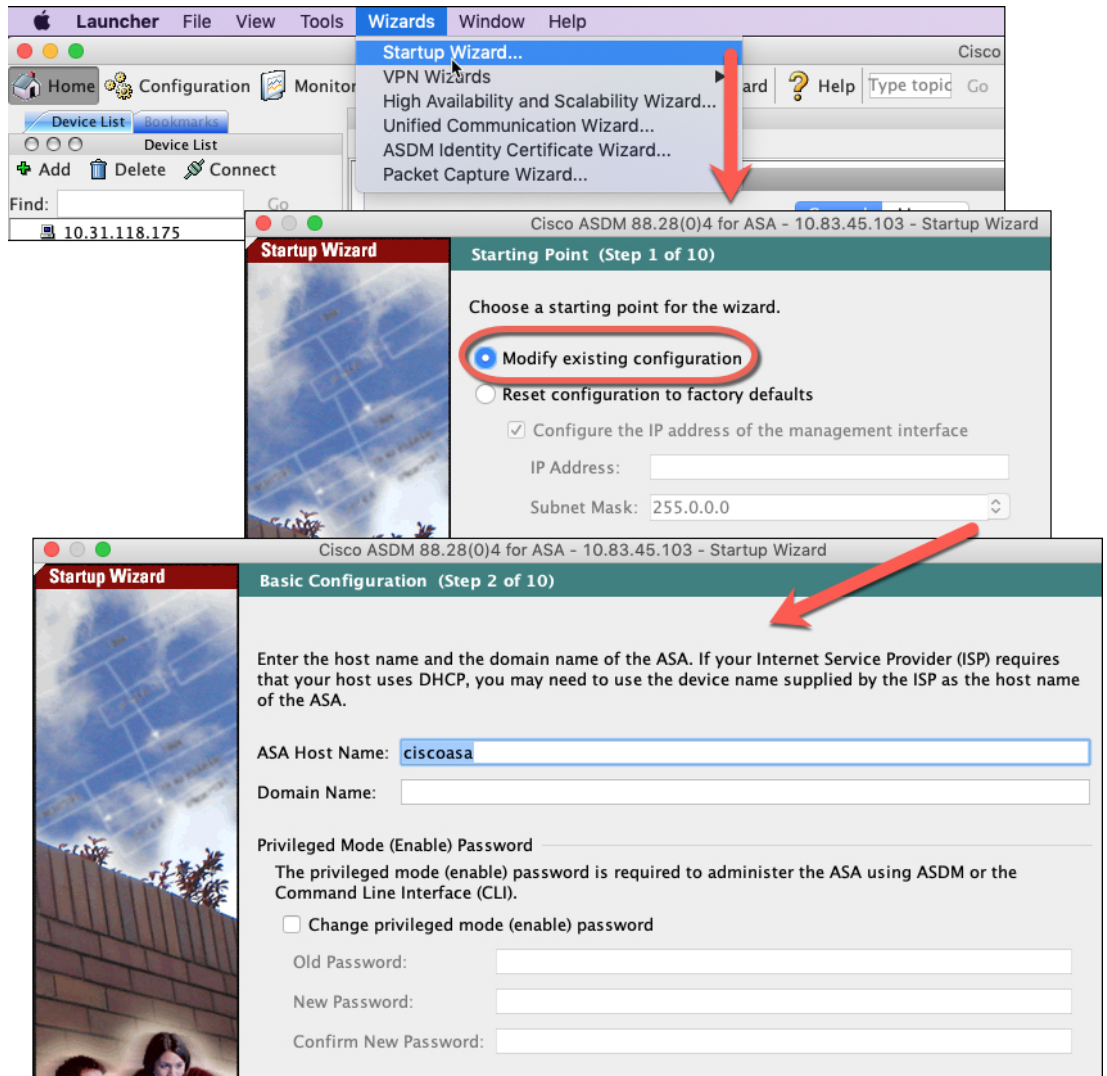 Launcher File View Tools Wizards Window Help
Startup Wizard...
Cisco
Home Configuration Monitor
VPN Wizards
ard Help Type topic Go
High Availability and Scalability Wizard...
Device List Bookmarks
Unified Communication Wizard...
Device List
ASDM Identity Certificate Wizard...
Add Delete Connect
Packet Capture Wizard...
Find: Go
10.31.118.175
Cisco ASDM 88.28(0)4 for ASA - 10.83.45.103 - Startup Wizard
Startup Wizard
Starting Point (Step 1 of 10)
Choose a starting point for the wizard.
Modify existing configuration
Reset configuration to factory defaults
Configure the IP address of the management interface
IP Address:
Subnet Mask: 255.0.0.0
Cisco ASDM 88.28(0)4 for ASA - 10.83.45.103 - Startup Wizard
Startup Wizard
Basic Configuration (Step 2 of 10)
Enter the host name and the domain name of the ASA. If your Internet Service Provider (ISP) requires
that your host uses DHCP, you may need to use the device name supplied by the ISP as the host name
of the ASA.
ASA Host Name: ciscoasa
Domain Name:
Privileged Mode (Enable) Password
The privileged mode (enable) password is required to administer the ASA using ASDM or the
Command Line Interface (CLI).
Change privileged mode (enable) password
Old Password:
New Password:
Confirm New Password: